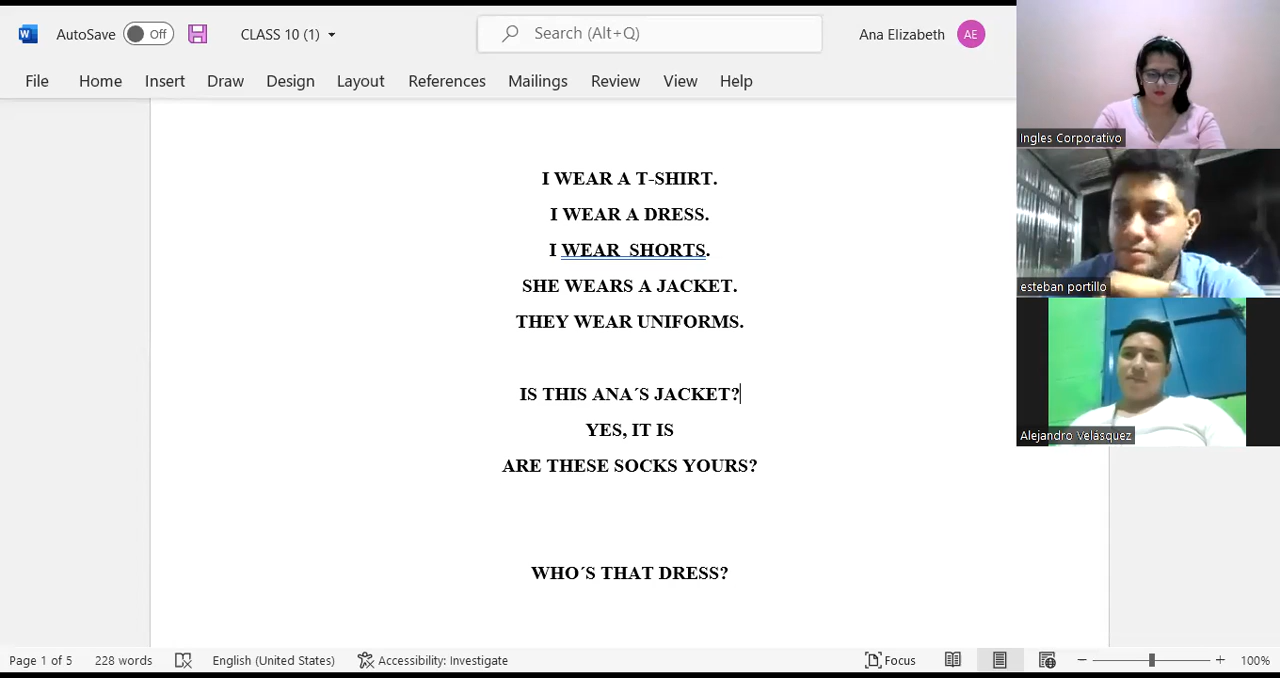 AutoSave Off CLASS 10 (1) Search (Alt+Q) Ana Elizabeth AE
File Home Insert Draw Design Layout References Mailings Review View Help
I WEAR A T-SHIRT.
I WEAR A DRESS.
I WEAR  SHORTS.
SHE WEARS A JACKET.
THEY WEAR UNIFORMS.
IS THIS ANA´S JACKET?
YES, IT IS
ARE THESE SOCKS YOURS?
WHO´S THAT DRESS?
Ingles Corporativo
esteban portillo
Alejandro Velásquez
Page 1 of 5 228 words English (United States) Accessibility: Investigate Focus 100%